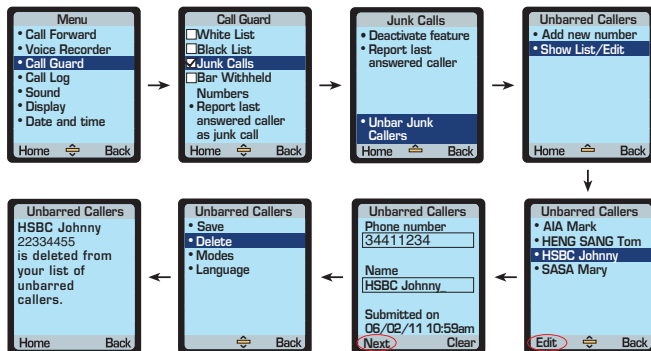 Menu
• Call Forward
• Voice Recorder
• Call Guard
• Call Log
• Sound
• Display
• Date and time
Home Back
Call Guard
White List
Black List
Junk Calls
Bar Withheld
Numbers
• Report last
answered caller
as junk call
Home Back
Junk Calls
• Deactivate feature
• Report last
answered caller
• Unbar Junk
Callers
Home Back
Unbarred Callers
• Add new number
• Show List/Edit
Home Back
Unbarred Callers
• AIA Mark
• HENG SANG Tom
• HSBC Johnny
• SASA Mary
Edit Back
Unbarred Callers
Phone number
34411234
Name
HSBC Johnny_
Submitted on
06/02/11 10:59am
Next Clear
Unbarred Callers
• Save
• Delete
• Modes
• Language
Back
Unbarred Callers
HSBC Johnny
22334455
is deleted from
your list of
unbarred
callers.
Home Back